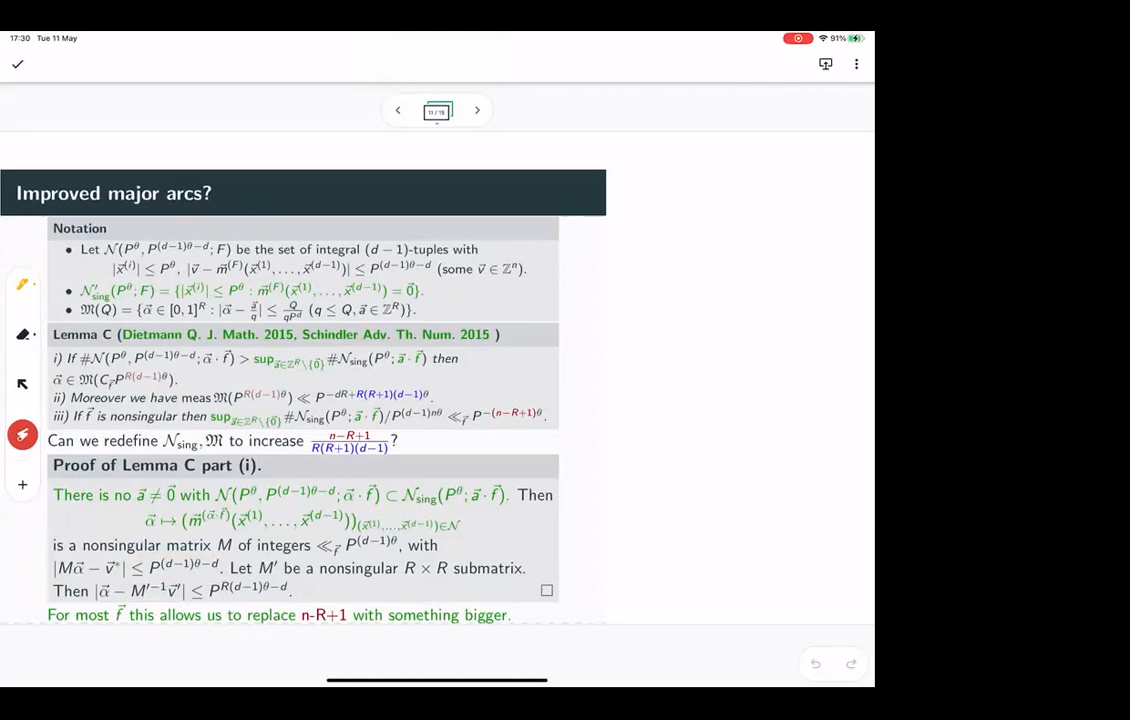 17:30 Tue 11 May
91%
11 / 15
Improved major arcs?
Notation
• Let 𝒩(P^θ, P^{(d−1)θ−d}; F) be the set of integral (d − 1)-tuples with
|x⃗^{(i)}| ≤ P^θ, |v⃗ − m⃗^{(F)}(x⃗^{(1)}, . . . , x⃗^{(d−1)})| ≤ P^{(d−1)θ−d} (some v⃗ ∈ ℤ^n).
• 𝒩′_sing(P^θ; F) = {|x⃗^{(i)}| ≤ P^θ : m⃗^{(F)}(x⃗^{(1)}, . . . , x⃗^{(d−1)}) = 0⃗}.
• 𝔐(Q) = {α⃗ ∈ [0, 1]^R : |α⃗ − a⃗/q| ≤ Q/(qP^d) (q ≤ Q, a⃗ ∈ ℤ^R)}.
Lemma C (Dietmann Q. J. Math. 2015, Schindler Adv. Th. Num. 2015 )
i) If #𝒩(P^θ, P^{(d−1)θ−d}; α⃗ · f⃗) > sup_{a⃗∈ℤ^R\{0⃗}} #𝒩_sing(P^θ; a⃗ · f⃗) then
α⃗ ∈ 𝔐(C_f⃗ P^{R(d−1)θ}).
ii) Moreover we have meas 𝔐(P^{R(d−1)θ}) ≪ P^{−dR+R(R+1)(d−1)θ}.
iii) If f⃗ is nonsingular then sup_{a⃗∈ℤ^R\{0⃗}} #𝒩_sing(P^θ; a⃗ · f⃗)/P^{(d−1)nθ} ≪_f⃗ P^{−(n−R+1)θ}.
Can we redefine 𝒩_sing, 𝔐 to increase (n−R+1)/(R(R+1)(d−1))?
Proof of Lemma C part (i).
There is no a⃗ ≠ 0⃗ with 𝒩(P^θ, P^{(d−1)θ−d}; α⃗ · f⃗) ⊂ 𝒩_sing(P^θ; a⃗ · f⃗). Then
α⃗ ↦ (m⃗^{(α⃗·f⃗)}(x⃗^{(1)}, . . . , x⃗^{(d−1)}))_{(x⃗^{(1)},...,x⃗^{(d−1)})∈𝒩}
is a nonsingular matrix M of integers ≪_f⃗ P^{(d−1)θ}, with
|Mα⃗ − v⃗*| ≤ P^{(d−1)θ−d}. Let M′ be a nonsingular R × R submatrix.
Then |α⃗ − M′^{−1}v⃗′| ≤ P^{R(d−1)θ−d}. □
For most f⃗ this allows us to replace n-R+1 with something bigger.